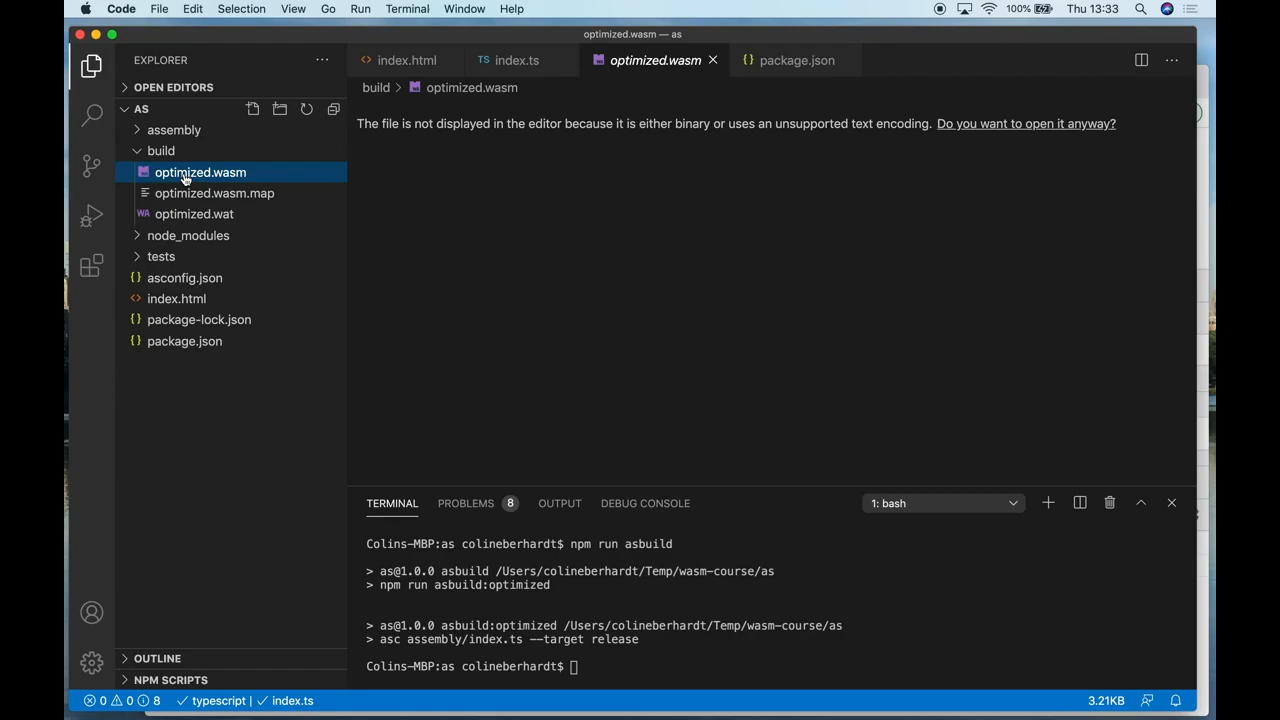 Code File Edit Selection View Go Run Terminal Window Help 100% Thu 13:33
optimized.wasm — as
EXPLORER
OPEN EDITORS
AS
assembly
build
optimized.wasm
optimized.wasm.map
WA optimized.wat
node_modules
tests
{} asconfig.json
<> index.html
{} package-lock.json
{} package.json
OUTLINE
NPM SCRIPTS
<> index.html TS index.ts optimized.wasm {} package.json
build > optimized.wasm
The file is not displayed in the editor because it is either binary or uses an unsupported text encoding. Do you want to open it anyway?
TERMINAL PROBLEMS 8 OUTPUT DEBUG CONSOLE 1: bash
Colins-MBP:as colineberhardt$ npm run asbuild
> as@1.0.0 asbuild /Users/colineberhardt/Temp/wasm-course/as
> npm run asbuild:optimized
> as@1.0.0 asbuild:optimized /Users/colineberhardt/Temp/wasm-course/as
> asc assembly/index.ts --target release
Colins-MBP:as colineberhardt$
0 0 8 typescript | index.ts 3.21KB